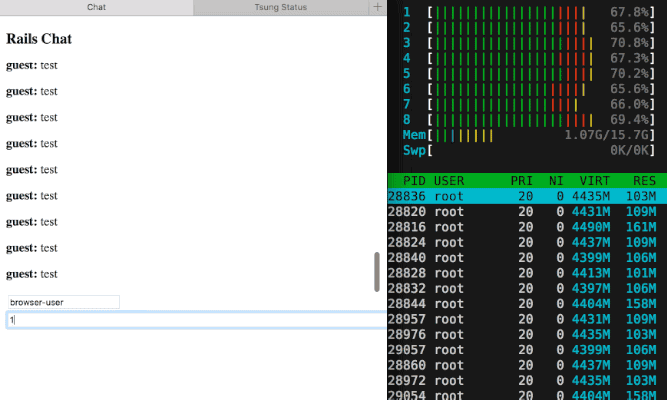 Chat
Tsung Status
+
Rails Chat
guest: test
guest: test
guest: test
guest: test
guest: test
guest: test
guest: test
guest: test
guest: test
browser-user
1
1 [|||||||||||||||||||| 67.8%]
2 [|||||||||||||||||||| 65.6%]
3 [||||||||||||||||||||| 70.8%]
4 [||||||||||||||||||||| 67.3%]
5 [||||||||||||||||||||| 70.2%]
6 [|||||||||||||||||||| 65.6%]
7 [||||||||||||||||||| 66.0%]
8 [||||||||||||||||||||| 69.4%]
Mem[|||||||| 1.07G/15.7G]
Swp[ 0K/0K]
PID USER PRI NI VIRT RES
28836 root 20 0 4435M 103M
28820 root 20 0 4431M 109M
28816 root 20 0 4490M 161M
28824 root 20 0 4437M 109M
28840 root 20 0 4399M 106M
28828 root 20 0 4413M 101M
28832 root 20 0 4397M 106M
28844 root 20 0 4404M 158M
28957 root 20 0 4431M 109M
28976 root 20 0 4435M 103M
29057 root 20 0 4399M 106M
28860 root 20 0 4437M 109M
28972 root 20 0 4435M 103M
29054 root 20 0 4404M 158M